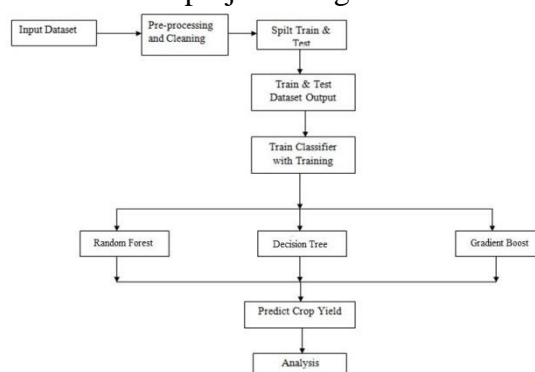 Input Dataset
Pre-processing
and Cleaning
Spilt Train &
Test
Train & Test
Dataset Output
Train Classifier
with Training
Random Forest
Decision Tree
Gradient Boost
Predict Crop Yield
Analysis